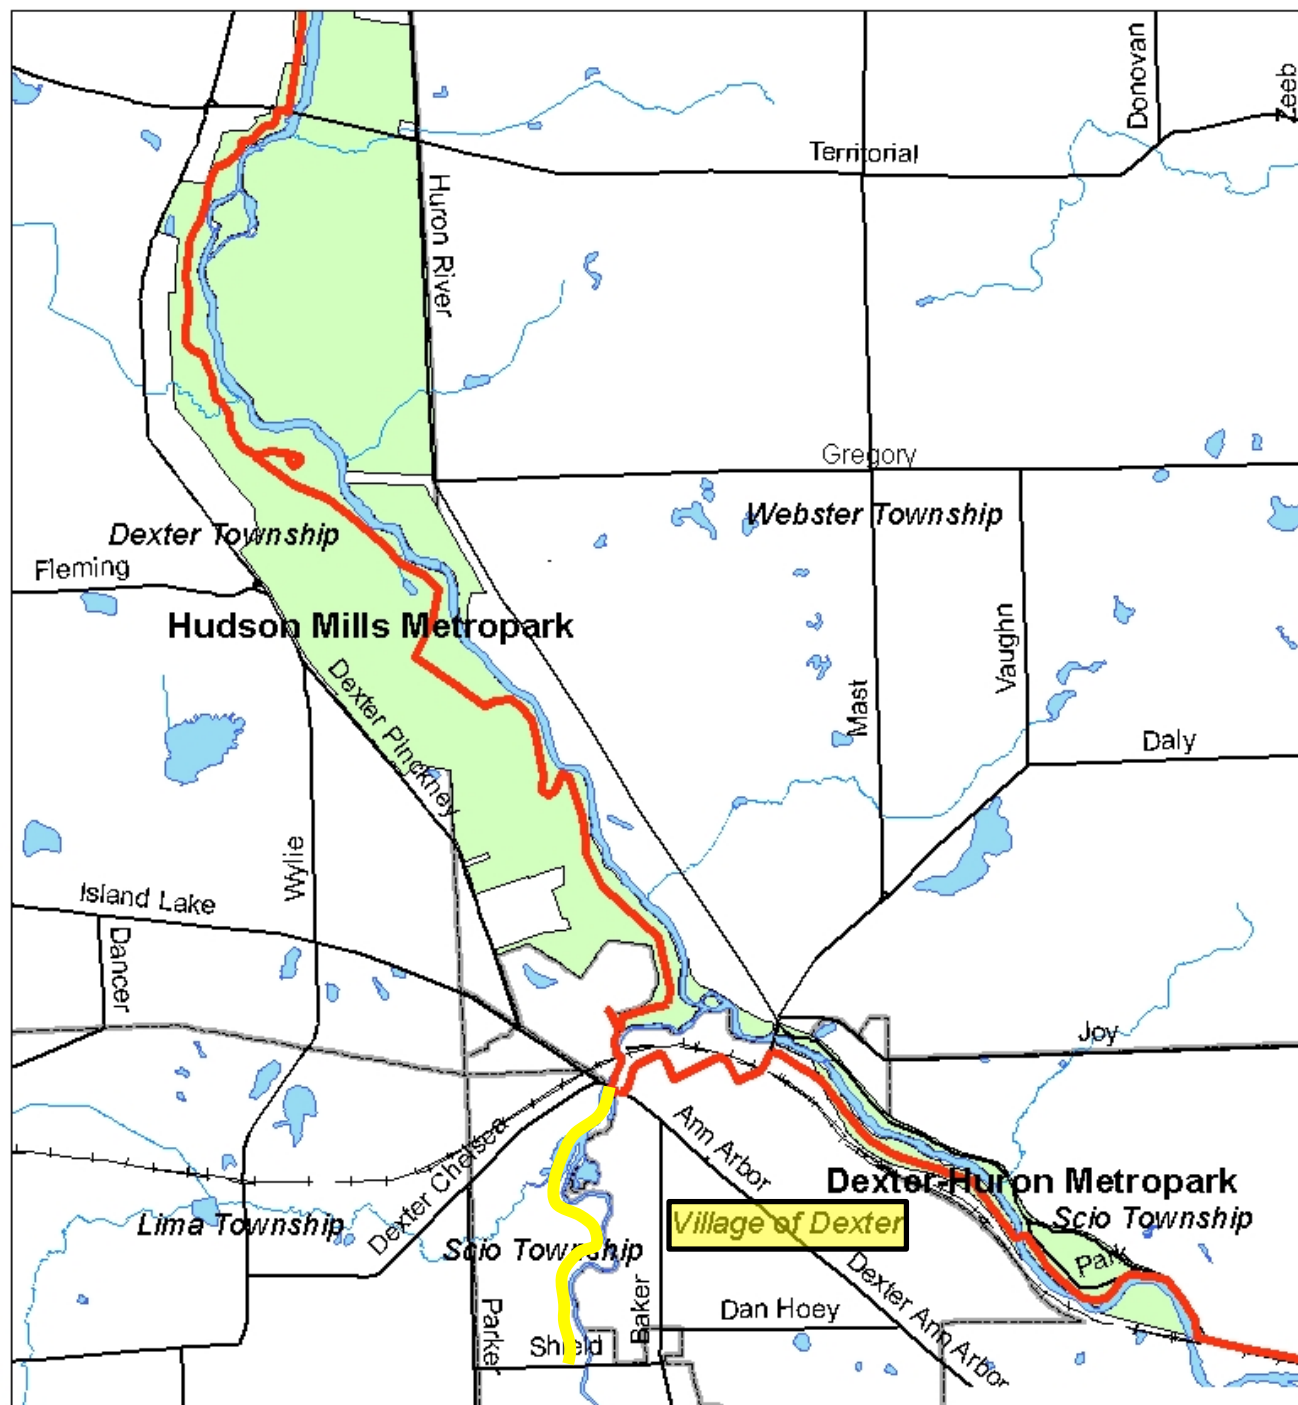 Donovan
Zeeb
Territorial
Huron River
Gregory
Dexter Township
Webster Township
Fleming
Hudson Mills Metropark
Vaughn
Dexter Pinckney
Mast
Daly
Wylie
Island Lake
Dancer
Joy
Ann Arbor
Dexter Chelsea
Dexter-Huron Metropark
Lima Township
Village of Dexter
Scio Township
Scio Township
Park
Dexter Ann Arbor
Parker
Baker
Dan Hoey
Shield